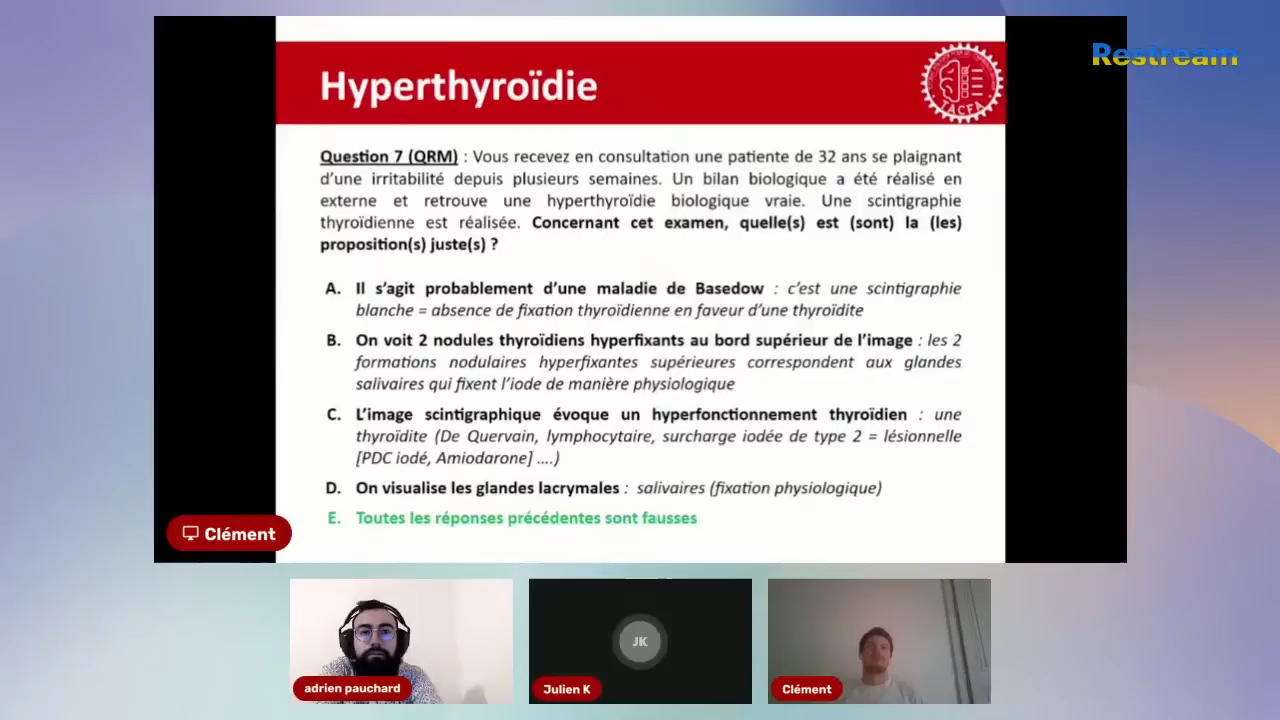 Restream
Hyperthyroïdie
TACFA
Question 7 (QRM) : Vous recevez en consultation une patiente de 32 ans se plaignant
d’une irritabilité depuis plusieurs semaines. Un bilan biologique a été réalisé en
externe et retrouve une hyperthyroïdie biologique vraie. Une scintigraphie
thyroïdienne est réalisée. Concernant cet examen, quelle(s) est (sont) la (les)
proposition(s) juste(s) ?
A. Il s’agit probablement d’une maladie de Basedow : c’est une scintigraphie
blanche = absence de fixation thyroïdienne en faveur d’une thyroïdite
B. On voit 2 nodules thyroïdiens hyperfixants au bord supérieur de l’image : les 2
formations nodulaires hyperfixantes supérieures correspondent aux glandes
salivaires qui fixent l’iode de manière physiologique
C. L’image scintigraphique évoque un hyperfonctionnement thyroïdien : une
thyroïdite (De Quervain, lymphocytaire, surcharge iodée de type 2 = lésionnelle
[PDC iodé, Amiodarone] ....)
D. On visualise les glandes lacrymales : salivaires (fixation physiologique)
E. Toutes les réponses précédentes sont fausses
Clément
JK
adrien pauchard
Julien K
Clément